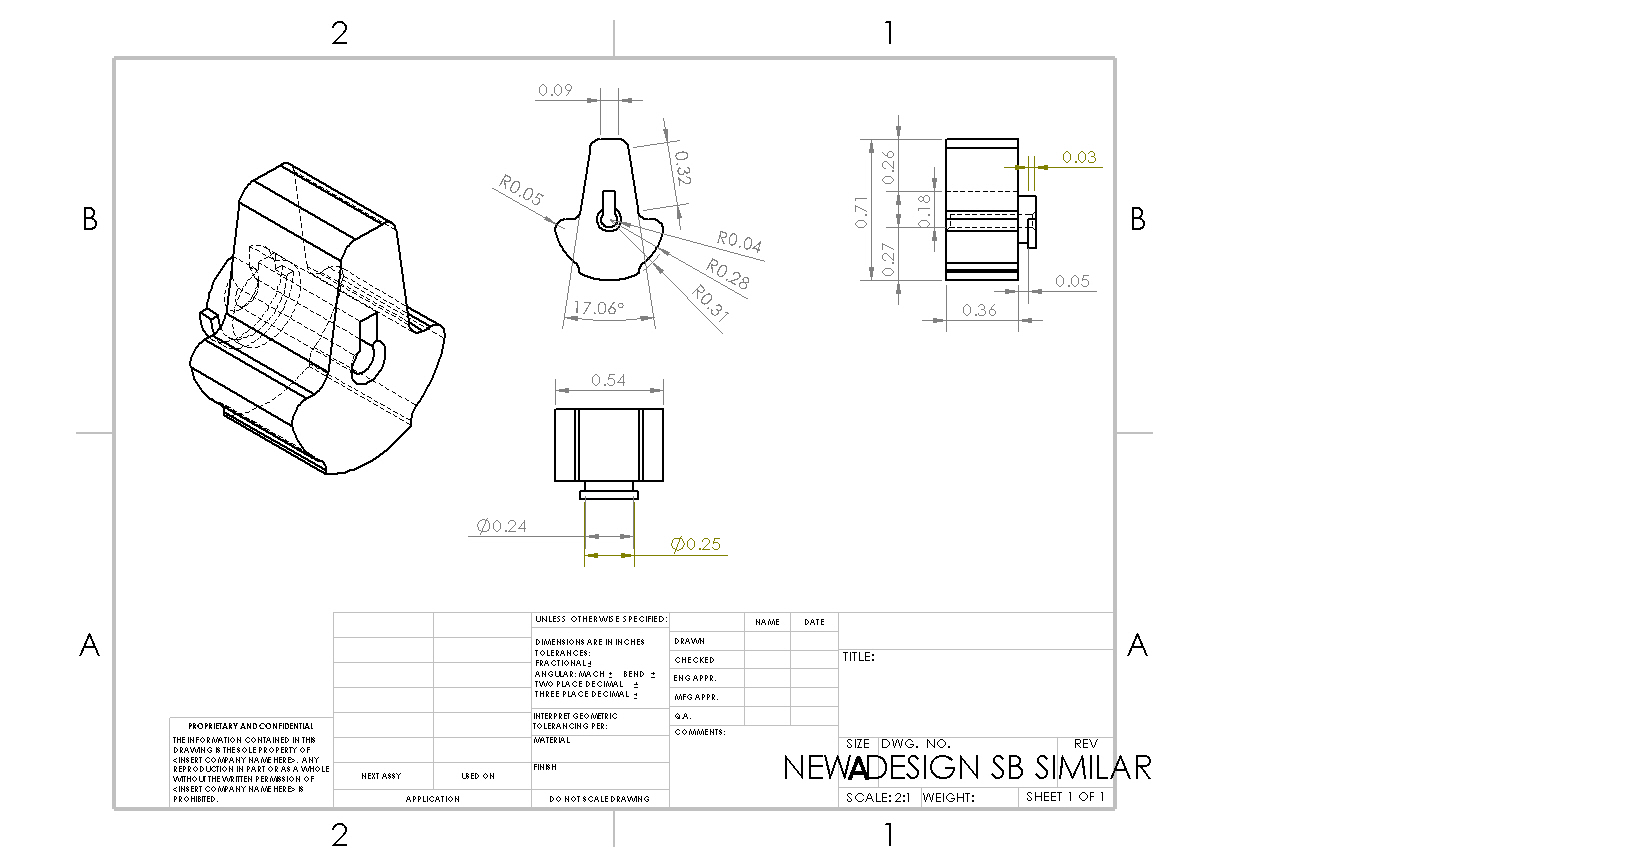 2 1
B B
A A
2 1
0.09
0.32
R0.05
R0.04
R0.28
R0.31
17.06°
0.26
0.71
0.18
0.27
0.03
0.05
0.36
0.54
Ø0.24
Ø0.25
PROPRIETARY AND CONFIDENTIAL
THE INFORMATION CONTAINED IN THIS
DRAWING IS THE SOLE PROPERTY OF
<INSERT COMPANY NAME HERE>. ANY
REPRODUCTION IN PART OR AS A WHOLE
WITHOUT THE WRITTEN PERMISSION OF
<INSERT COMPANY NAME HERE> IS
PROHIBITED.
NEXT ASSY USED ON
APPLICATION
UNLESS OTHERWISE SPECIFIED:
DIMENSIONS ARE IN INCHES
TOLERANCES:
FRACTIONAL±
ANGULAR: MACH ± BEND ±
TWO PLACE DECIMAL ±
THREE PLACE DECIMAL ±
INTERPRET GEOMETRIC
TOLERANCING PER:
MATERIAL
FINISH
DO NOT SCALE DRAWING
NAME DATE
DRAWN
CHECKED
ENG APPR.
MFG APPR.
Q.A.
COMMENTS:
TITLE:
SIZE DWG. NO. REV
A
NEW DESIGN SB SIMILAR
SCALE: 2:1 WEIGHT: SHEET 1 OF 1